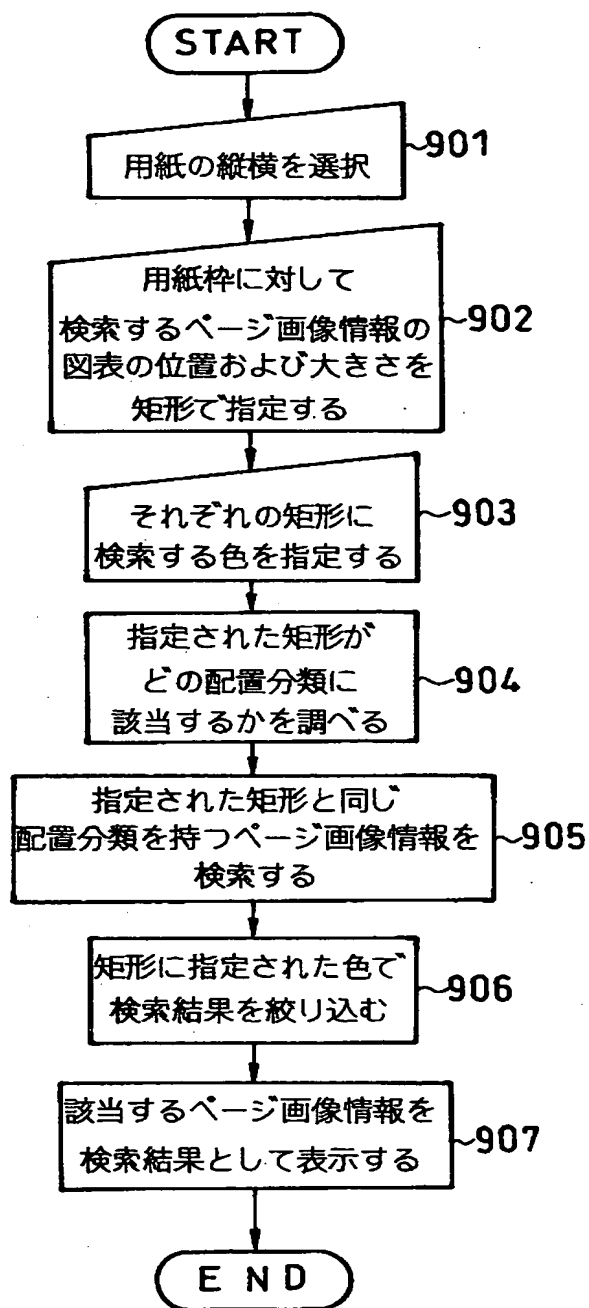 START
用紙の縦横を選択
901
用紙枠に対して
検索するページ画像情報の
図表の位置および大きさを
矩形で指定する
902
それぞれの矩形に
検索する色を指定する
903
指定された矩形が
どの配置分類に
該当するかを調べる
904
指定された矩形と同じ
配置分類を持つページ画像情報を
検索する
905
矩形に指定された色で
検索結果を絞り込む
906
該当するページ画像情報を
検索結果として表示する
907
END